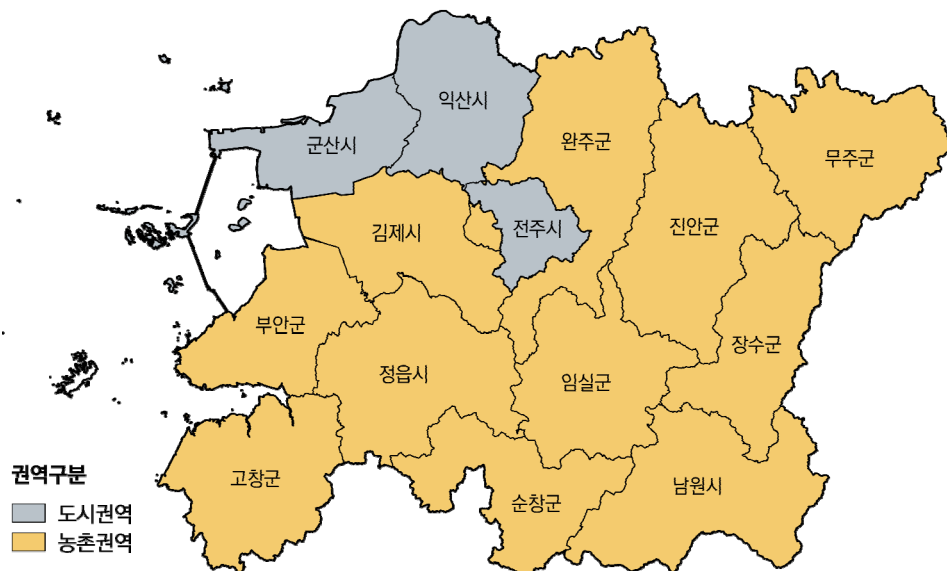 익산시
군산시
완주군
무주군
전주시
김제시
진안군
부안군
장수군
정읍시
임실군
고창군
순창군
남원시
권역구분
도시권역
농촌권역